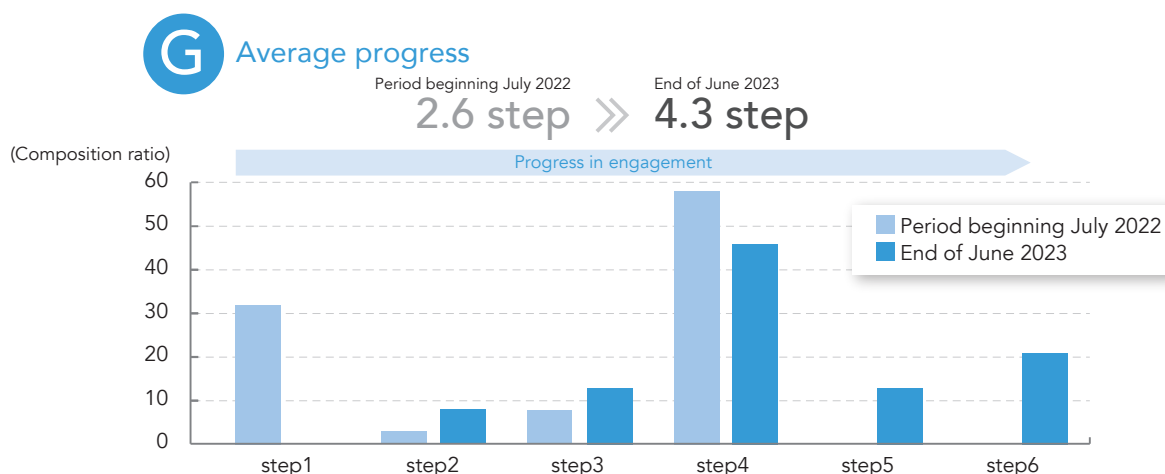 G
Average progress
Period beginning July 2022
End of June 2023
2.6 step
4.3 step
(Composition ratio)
Progress in engagement
60
50
40
30
20
10
0
Period beginning July 2022
End of June 2023
step1 step2 step3 step4 step5 step6